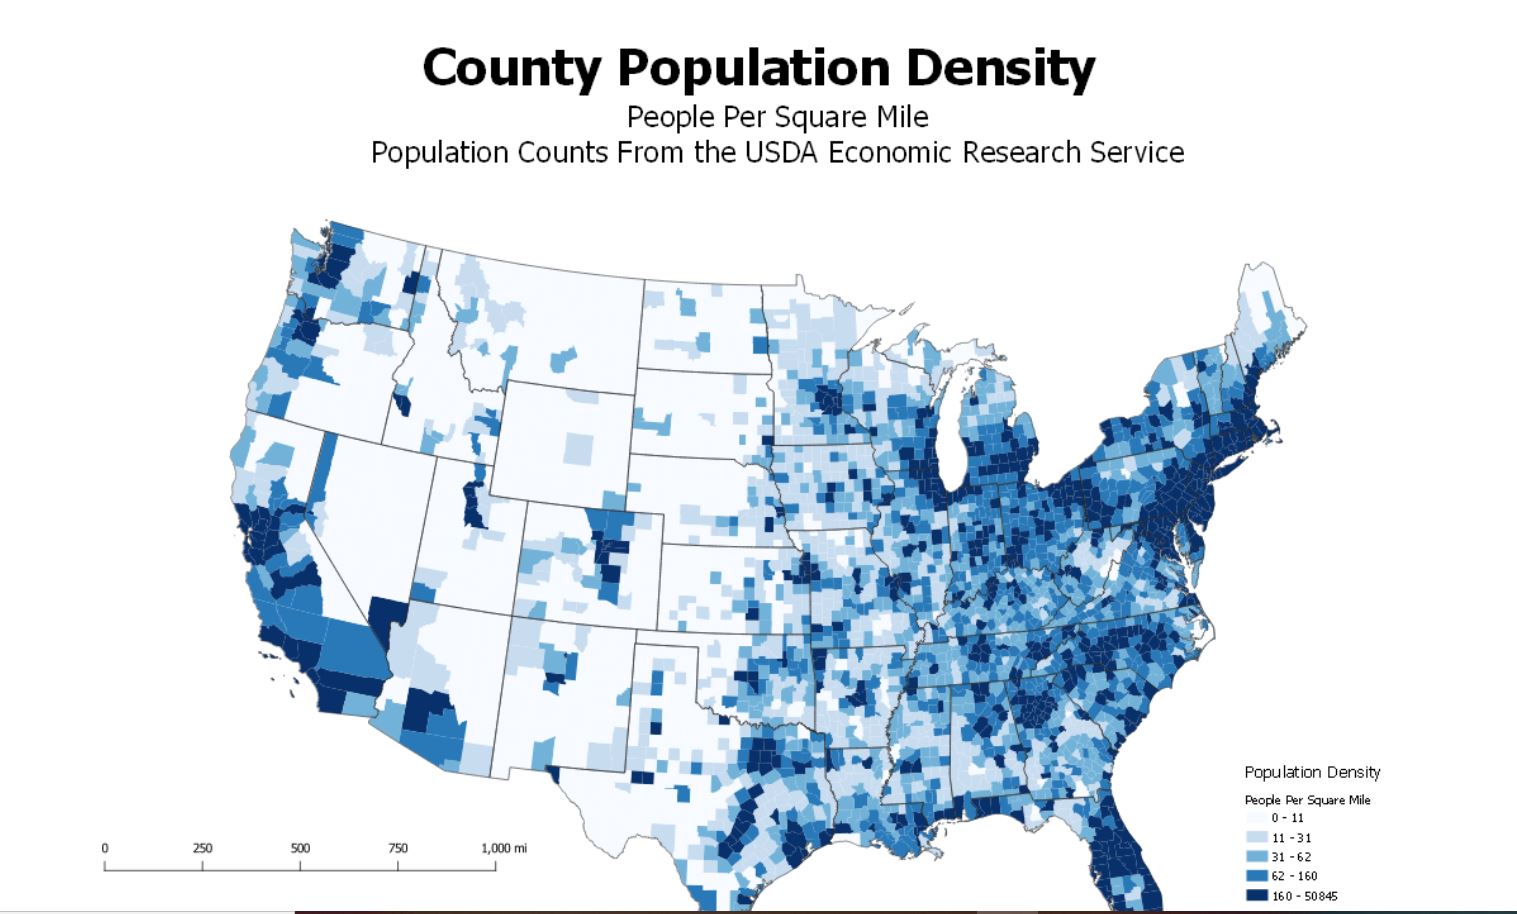 County Population Density
People Per Square Mile
Population Counts From the USDA Economic Research Service
Population Density
People Per Square Mile
0 - 11
11 - 31
31 - 62
62 - 160
160 - 50845
0 250 500 750 1,000 mi